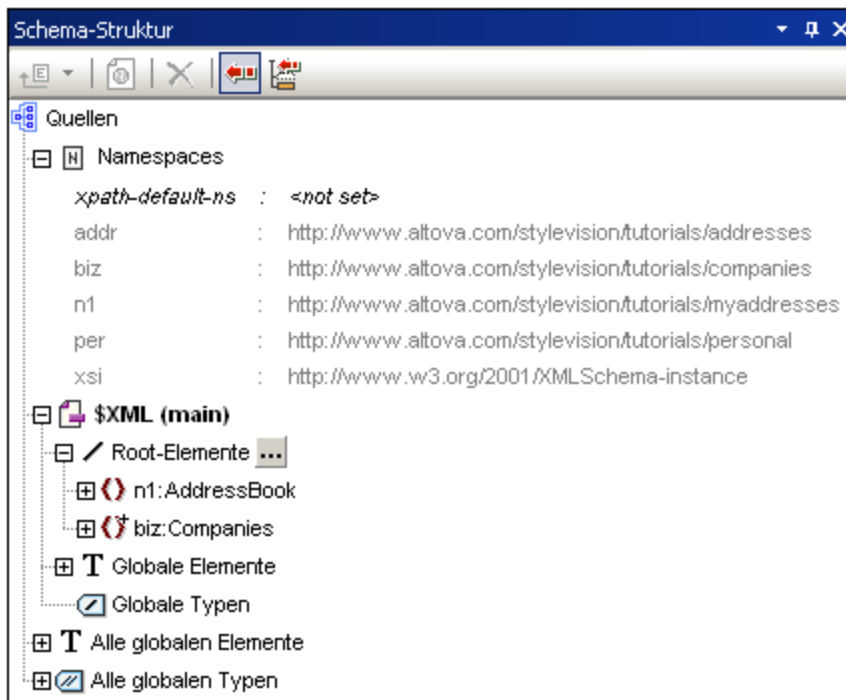 Schema-Struktur
Quellen
Namespaces
xpath-default-ns : <not set>
addr : http://www.altova.com/stylevision/tutorials/addresses
biz : http://www.altova.com/stylevision/tutorials/companies
n1 : http://www.altova.com/stylevision/tutorials/myaddresses
per : http://www.altova.com/stylevision/tutorials/personal
xsi : http://www.w3.org/2001/XMLSchema-instance
$XML (main)
Root-Elemente ...
n1:AddressBook
biz:Companies
T Globale Elemente
Globale Typen
T Alle globalen Elemente
Alle globalen Typen